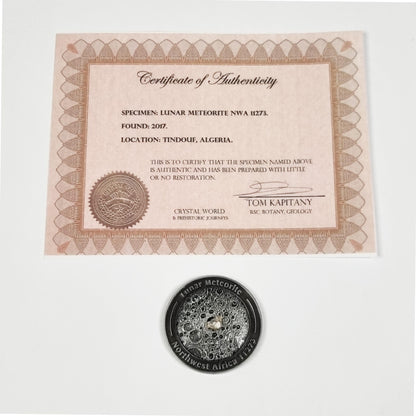 Certificate of Authenticity
SPECIMEN: LUNAR METEORITE NWA 11273.
FOUND: 2017.
LOCATION: TINDOUF, ALGERIA.
THIS IS TO CERTIFY THAT THE SPECIMEN NAMED ABOVE
IS AUTHENTIC AND HAS BEEN PREPARED WITH LITTLE
OR NO RESTORATION.
TOM KAPITANY
BSC. BOTANY, GEOLOGY
CRYSTAL WORLD
& PREHISTORIC JOURNEYS
Lunar Meteorite
Northwest Africa 11273